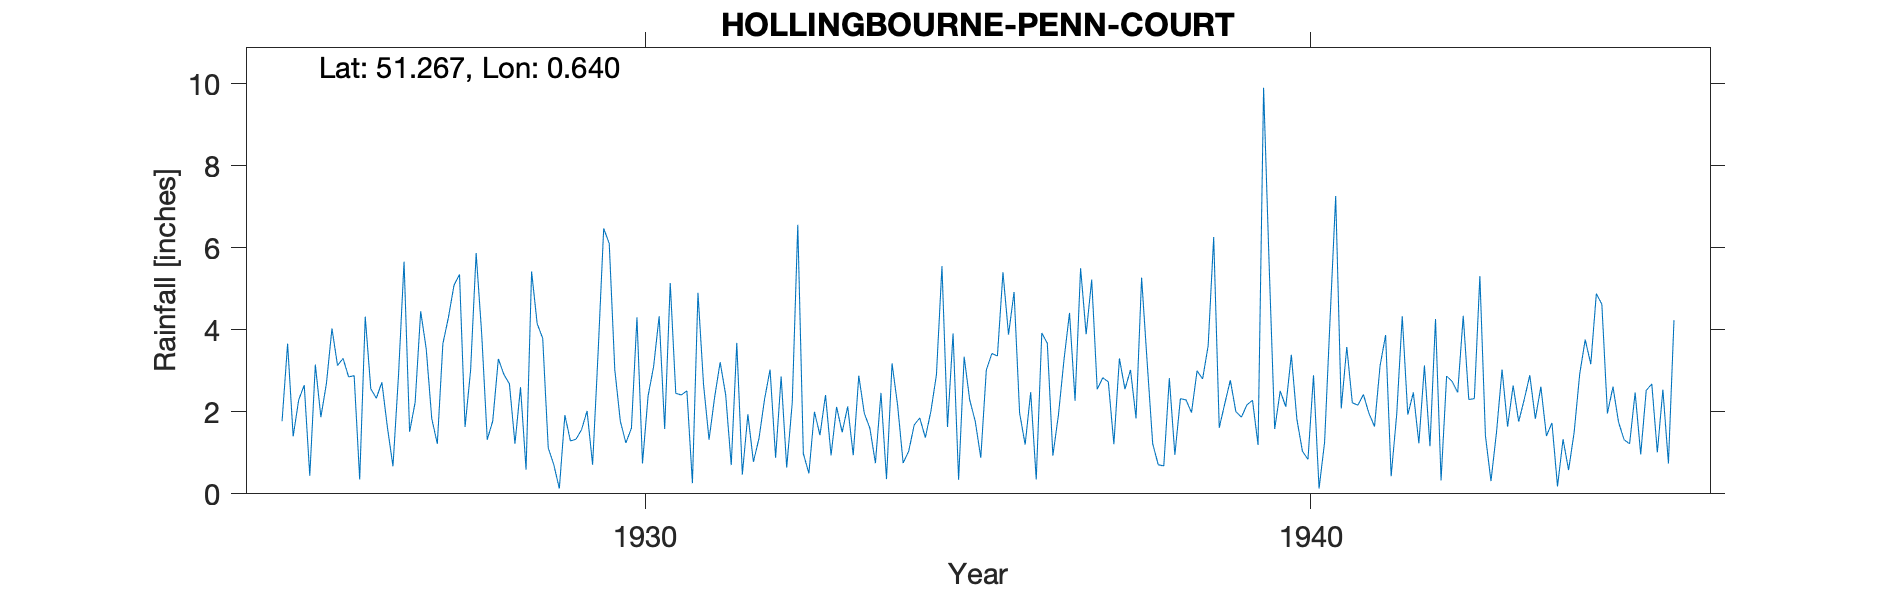 HOLLINGBOURNE-PENN-COURT
Lat: 51.267, Lon: 0.640
10
8
6
4
2
0
Rainfall [inches]
1930
1940
Year